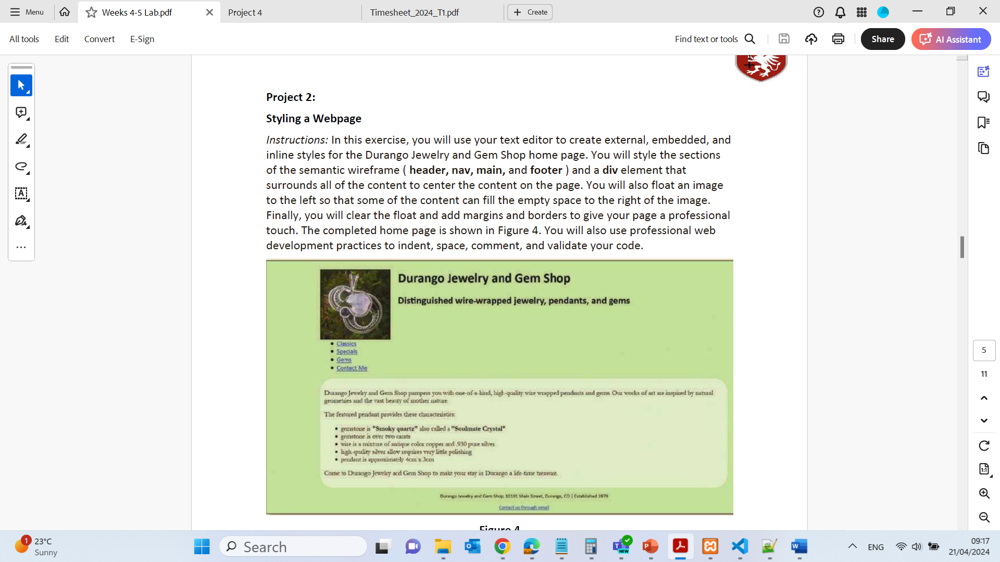 Menu
Weeks 4-5 Lab.pdf
Project 4
Timesheet_2024_T1.pdf
Create
All tools
Edit
Convert
E-Sign
Find text or tools
Share
AI Assistant
Project 2:
Styling a Webpage
Instructions: In this exercise, you will use your text editor to create external, embedded, and
inline styles for the Durango Jewelry and Gem Shop home page. You will style the sections
of the semantic wireframe ( header, nav, main, and footer ) and a div element that
surrounds all of the content to center the content on the page. You will also float an image
to the left so that some of the content can fill the empty space to the right of the image.
Finally, you will clear the float and add margins and borders to give your page a professional
touch. The completed home page is shown in Figure 4. You will also use professional web
development practices to indent, space, comment, and validate your code.
Durango Jewelry and Gem Shop
Distinguished wire-wrapped jewelry, pendants, and gems
• Classics
• Specials
• Gems
• Contact Me
Durango Jewelry and Gem Shop pampers you with one-of-a-kind, high-quality wire wrapped pendants and gems. Our works of art are inspired by natural
geometries and the vast beauty of mother nature.
The featured pendant provides these characteristics:
• gemstone is "Smoky quartz" also called a "Soulmate Crystal"
• gemstone is over two carats
• wire is a mixture of antique color copper and .930 pure silver
• high-quality silver allow requires very little polishing
• pendant is approximately 4cm x 3cm
Come to Durango Jewelry and Gem Shop to make your stay in Durango a life-time treasure.
Durango Jewelry and Gem Shop, 10101 Main Street, Durango, CO | Established 1979
Contact us through email
Figure 4
5
11
1:1
1
23°C
Sunny
Search
NEW
ENG
09:17
21/04/2024